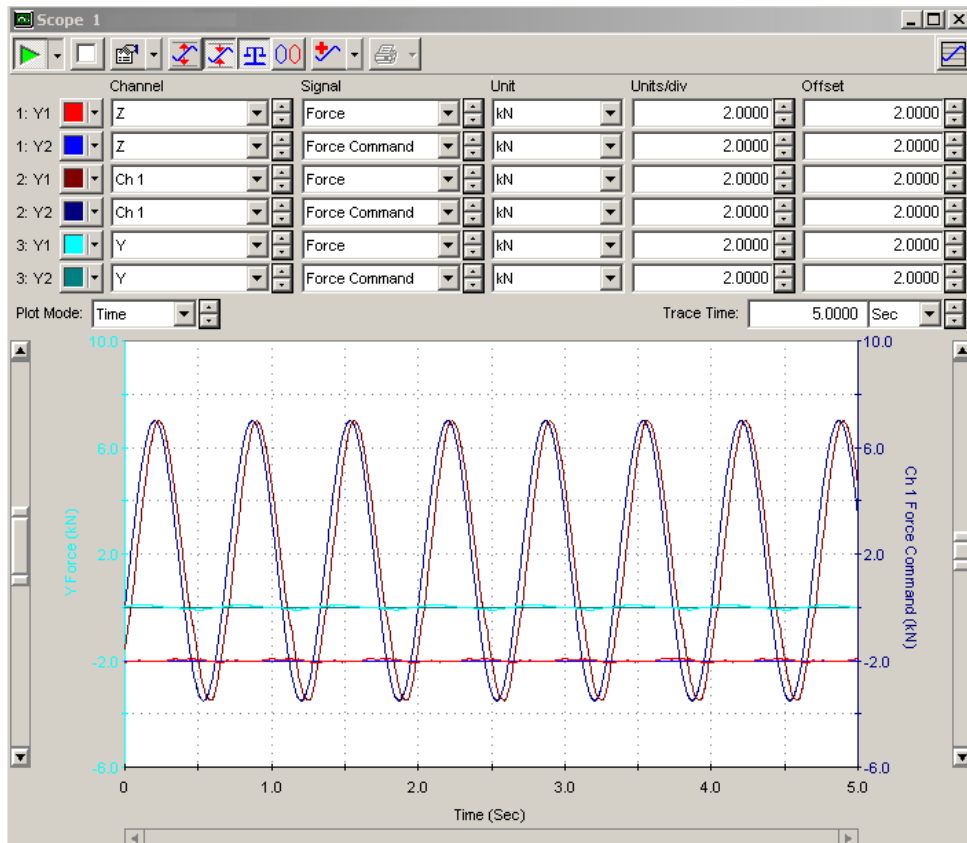 Scope 1
Channel Signal Unit Units/div Offset
1: Y1 Z Force kN 2.0000 2.0000
1: Y2 Z Force Command kN 2.0000 2.0000
2: Y1 Ch 1 Force kN 2.0000 2.0000
2: Y2 Ch 1 Force Command kN 2.0000 2.0000
3: Y1 Y Force kN 2.0000 2.0000
3: Y2 Y Force Command kN 2.0000 2.0000
Plot Mode: Time Trace Time: 5.0000 Sec
10.0 10.0
6.0 6.0
2.0 2.0
-2.0 -2.0
-6.0 -6.0
Y Force (kN)
Ch 1 Force Command (kN)
0 1.0 2.0 3.0 4.0 5.0
Time (Sec)